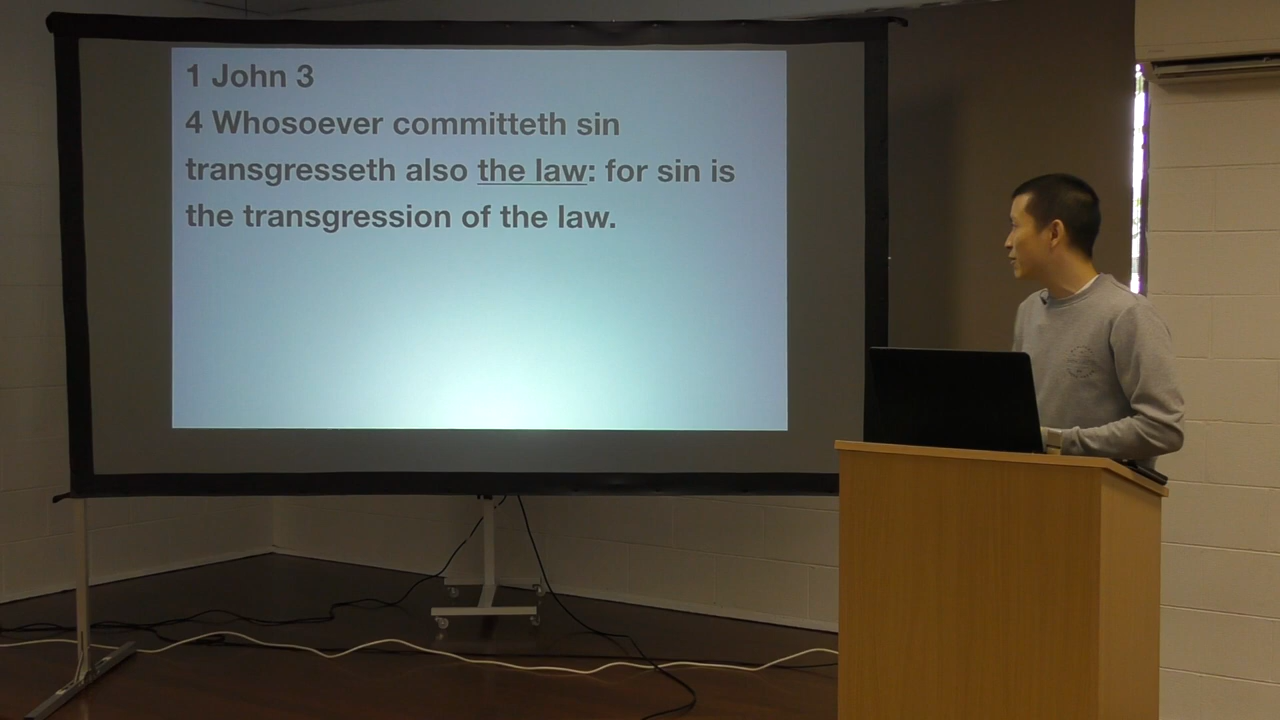 1 John 3
4 Whosoever committeth sin
transgresseth also the law: for sin is
the transgression of the law.